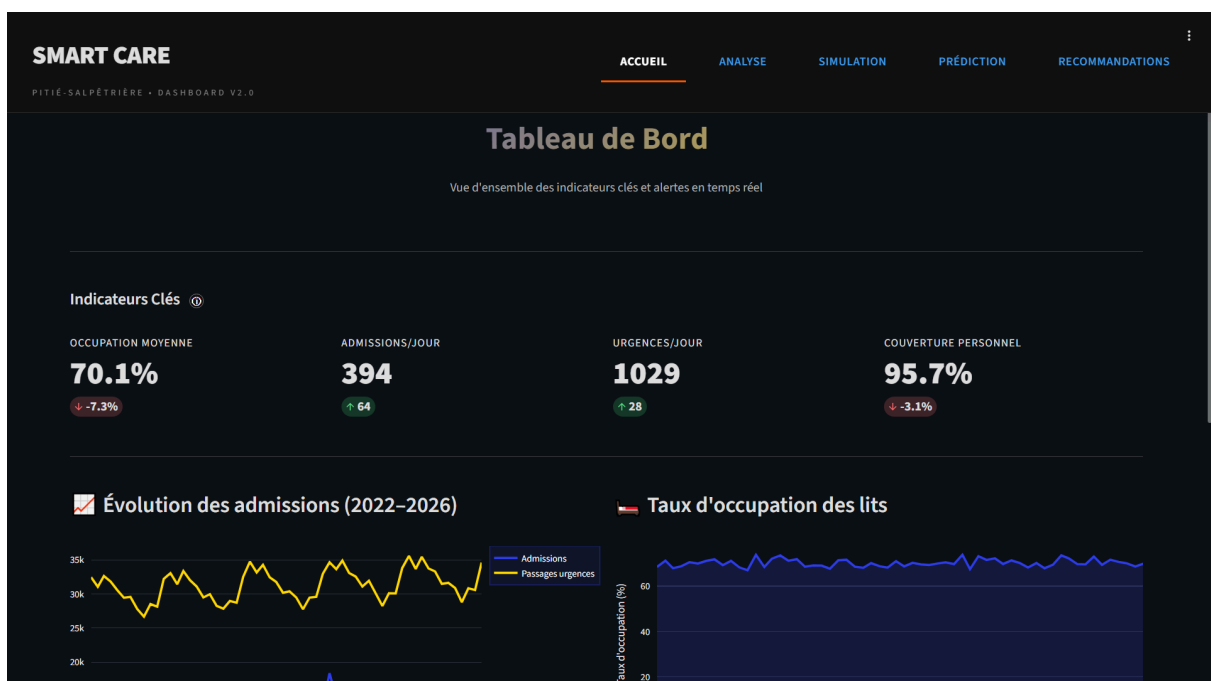 SMART CARE
PITIÉ-SALPÊTRIÈRE • DASHBOARD V2.0
ACCUEIL
ANALYSE
SIMULATION
PRÉDICTION
RECOMMANDATIONS
Tableau de Bord
Vue d'ensemble des indicateurs clés et alertes en temps réel
Indicateurs Clés
OCCUPATION MOYENNE
70.1%
↓ -7.3%
ADMISSIONS/JOUR
394
↑ 64
URGENCES/JOUR
1029
↑ 28
COUVERTURE PERSONNEL
95.7%
↓ -3.1%
Évolution des admissions (2022–2026)
35k
30k
25k
20k
Admissions
Passages urgences
Taux d'occupation des lits
Taux d'occupation (%)
60
40
20